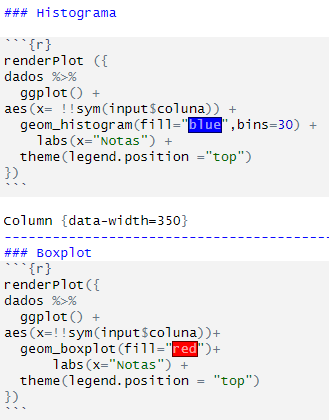 ### Histograma
```{r}
renderPlot ({
dados %>%
  ggplot() +
aes(x= !!sym(input$coluna)) +
  geom_histogram(fill="blue",bins=30) +
    labs(x="Notas") +
  theme(legend.position ="top")
})
```
Column {data-width=350}
-----------------------------------------------
### Boxplot
```{r}
renderPlot({
dados %>%
  ggplot() +
aes(x=!!sym(input$coluna))+
  geom_boxplot(fill="red")+
      labs(x="Notas") +
  theme(legend.position = "top")
})
```